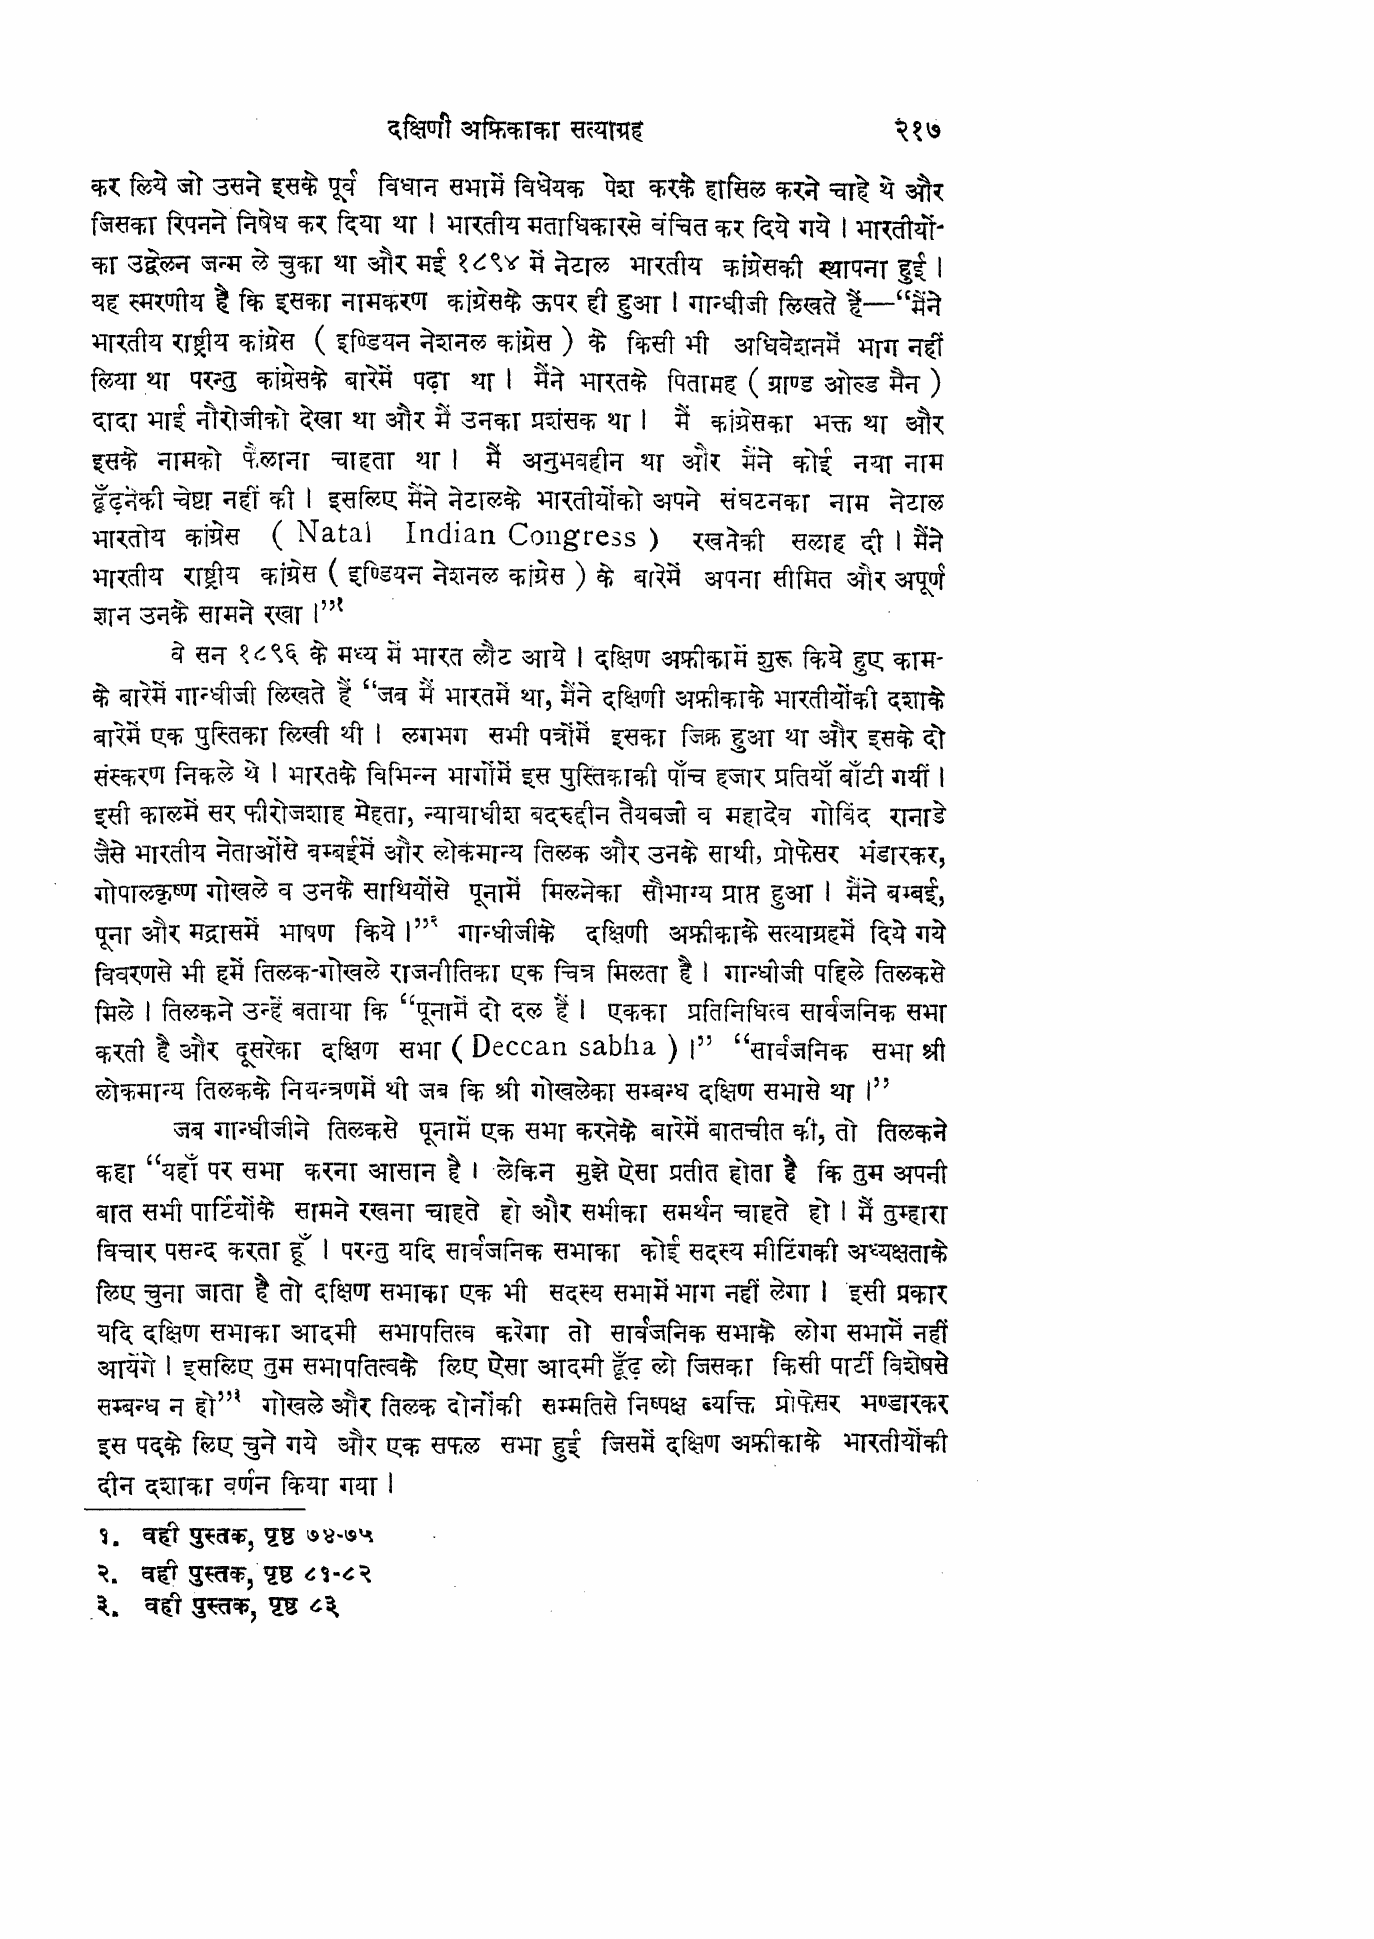 दक्षिणी अफ्रिकाका सत्याग्रह २१७
कर लिये जो उसने इसके पूर्व विधान सभामें विधेयक पेश करके हासिल करने चाहे थे और
जिसका रिपनने निषेध कर दिया था । भारतीय मताधिकारसे वंचित कर दिये गये । भारतीयों-
का उद्वेलन जन्म ले चुका था और मई १८९४ में नेटाल भारतीय कांग्रेसकी स्थापना हुई ।
यह स्मरणीय है कि इसका नामकरण कांग्रेसके ऊपर ही हुआ । गान्धीजी लिखते हैं—“मैंने
भारतीय राष्ट्रीय कांग्रेस ( इण्डियन नेशनल कांग्रेस ) के किसी भी अधिवेशनमें भाग नहीं
लिया था परन्तु कांग्रेसके बारेमें पढ़ा था । मैंने भारतके पितामह ( ग्राण्ड ओल्ड मैन )
दादा भाई नौरोजीको देखा था और मैं उनका प्रशंसक था । मैं कांग्रेसका भक्त था और
इसके नामको फैलाना चाहता था । मैं अनुभवहीन था और मैंने कोई नया नाम
ढूँढ़नेकी चेष्टा नहीं की । इसलिए मैंने नेटालके भारतीयोंको अपने संघटनका नाम नेटाल
भारतीय कांग्रेस ( Natal Indian Congress ) रखनेकी सलाह दी । मैंने
भारतीय राष्ट्रीय कांग्रेस ( इण्डियन नेशनल कांग्रेस ) के बारेमें अपना सीमित और अपूर्ण
ज्ञान उनके सामने रखा ।”१
वे सन १८९६ के मध्य में भारत लौट आये । दक्षिण अफ्रीकामें शुरू किये हुए काम-
के बारेमें गान्धीजी लिखते हैं “जब मैं भारतमें था, मैंने दक्षिणी अफ्रीकाके भारतीयोंकी दशाके
बारेमें एक पुस्तिका लिखी थी । लगभग सभी पत्रोंमें इसका जिक्र हुआ था और इसके दो
संस्करण निकले थे । भारतके विभिन्न भागोंमें इस पुस्तिकाकी पाँच हजार प्रतियाँ बाँटी गयीं ।
इसी कालमें सर फीरोजशाह मेहता, न्यायाधीश बदरुद्दीन तैयबजी व महादेव गोविंद रानाडे
जैसे भारतीय नेताओंसे बम्बईमें और लोकमान्य तिलक और उनके साथी, प्रोफेसर भंडारकर,
गोपालकृष्ण गोखले व उनके साथियोंसे पूनामें मिलनेका सौभाग्य प्राप्त हुआ । मैंने बम्बई,
पूना और मद्रासमें भाषण किये ।”२ गान्धीजीके दक्षिणी अफ्रीकाके सत्याग्रहमें दिये गये
विवरणसे भी हमें तिलक-गोखले राजनीतिका एक चित्र मिलता है । गान्धीजी पहिले तिलकसे
मिले । तिलकने उन्हें बताया कि “पूनामें दो दल हैं । एकका प्रतिनिधित्व सार्वजनिक सभा
करती है और दूसरेका दक्षिण सभा ( Deccan sabha ) ।” “सार्वजनिक सभा श्री
लोकमान्य तिलकके नियन्त्रणमें थी जब कि श्री गोखलेका सम्बन्ध दक्षिण सभासे था ।”
जब गान्धीजीने तिलकसे पूनामें एक सभा करनेके बारेमें बातचीत की, तो तिलकने
कहा “यहाँ पर सभा करना आसान है । लेकिन मुझे ऐसा प्रतीत होता है कि तुम अपनी
बात सभी पार्टियोंके सामने रखना चाहते हो और सभीका समर्थन चाहते हो । मैं तुम्हारा
विचार पसन्द करता हूँ । परन्तु यदि सार्वजनिक सभाका कोई सदस्य मीटिंगकी अध्यक्षताके
लिए चुना जाता है तो दक्षिण सभाका एक भी सदस्य सभामें भाग नहीं लेगा । इसी प्रकार
यदि दक्षिण सभाका आदमी सभापतित्व करेगा तो सार्वजनिक सभाके लोग सभामें नहीं
आयेंगे । इसलिए तुम सभापतित्वके लिए ऐसा आदमी ढूँढ़ लो जिसका किसी पार्टी विशेषसे
सम्बन्ध न हो”३ गोखले और तिलक दोनोंकी सम्मतिसे निष्पक्ष व्यक्ति प्रोफेसर भण्डारकर
इस पदके लिए चुने गये और एक सफल सभा हुई जिसमें दक्षिण अफ्रीकाके भारतीयोंकी
दीन दशाका वर्णन किया गया ।
१. वही पुस्तक, पृष्ठ ७४-७५
२. वही पुस्तक, पृष्ठ ८१-८२
३. वही पुस्तक, पृष्ठ ८३